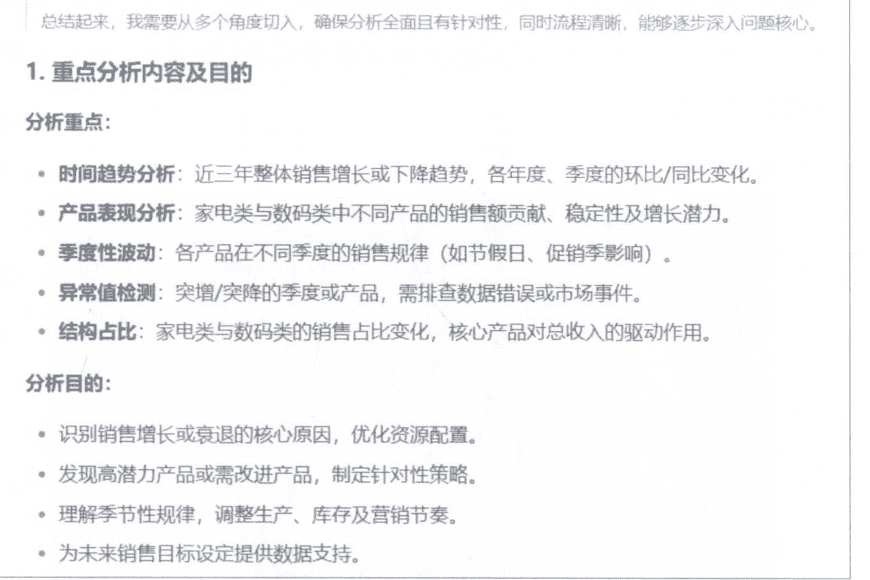 总结起来，我需要从多个角度切入，确保分析全面且有针对性，同时流程清晰，能够逐步深入问题核心。
1. 重点分析内容及目的
分析重点：
• 时间趋势分析：近三年整体销售增长或下降趋势，各年度、季度的环比/同比变化。
• 产品表现分析：家电类与数码类中不同产品的销售额贡献、稳定性及增长潜力。
• 季度性波动：各产品在不同季度的销售规律（如节假日、促销季影响）。
• 异常值检测：突增/突降的季度或产品，需排查数据错误或市场事件。
• 结构占比：家电类与数码类的销售占比变化，核心产品对总收入的驱动作用。
分析目的：
• 识别销售增长或衰退的核心原因，优化资源配置。
• 发现高潜力产品或需改进产品，制定针对性策略。
• 理解季节性规律，调整生产、库存及营销节奏。
• 为未来销售目标设定提供数据支持。